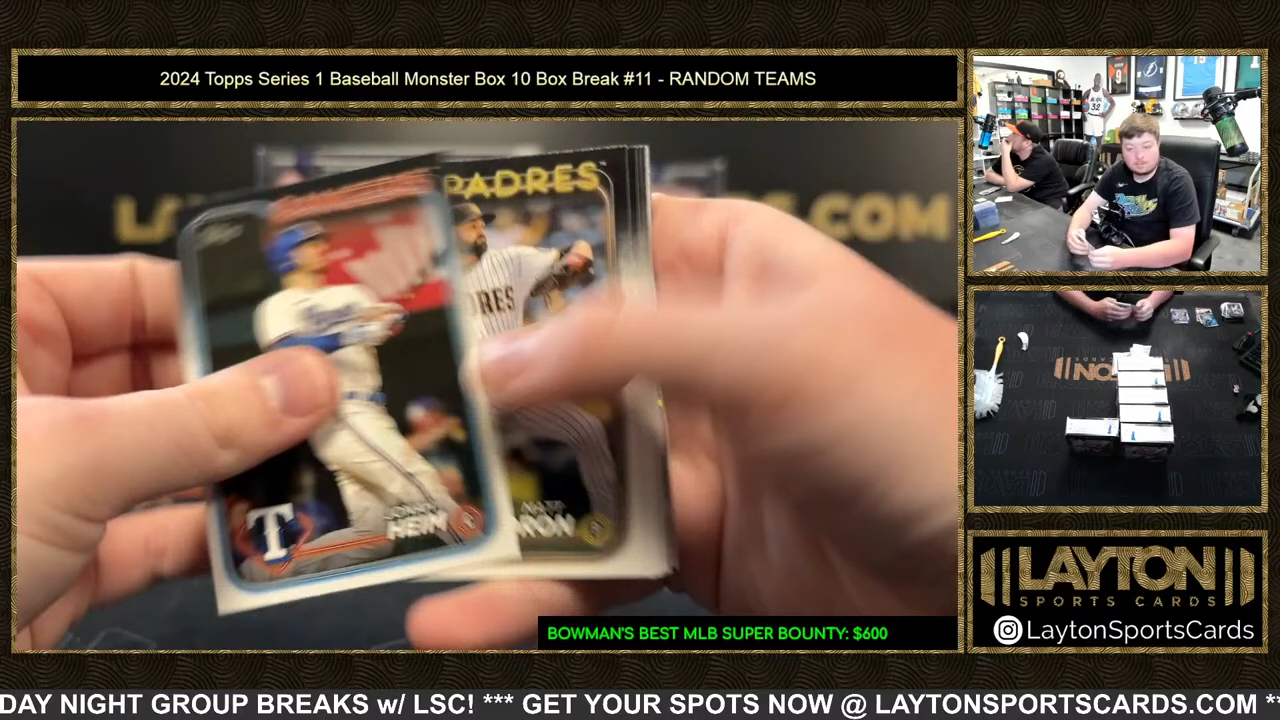 2024 Topps Series 1 Baseball Monster Box 10 Box Break #11 - RANDOM TEAMS
PADRES
.COM
T
HEIM
BOWMAN'S BEST MLB SUPER BOUNTY: $600
LAYTON
SPORTS CARDS
LaytonSportsCards
DAY NIGHT GROUP BREAKS w/ LSC! *** GET YOUR SPOTS NOW @ LAYTONSPORTSCARDS.COM **